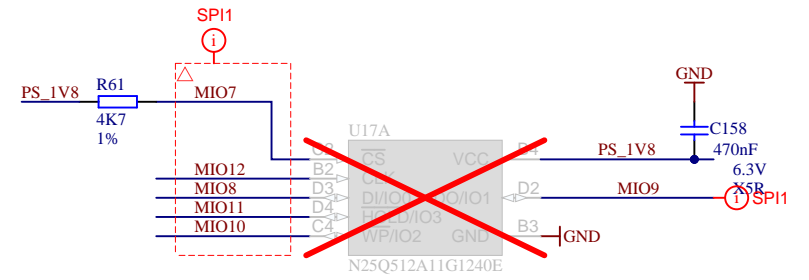 SPI1
i
GND
R61
PS_1V8
MIO7
4K7
1%
U17A
C158
470nF
6.3V
X5R
C2
CS
VCC
B4
PS_1V8
MIO12
B2
CLK
MIO8
D3
DI/IO0
DO/IO1
D2
MIO9
i
SPI1
MIO11
D4
HOLD/IO3
MIO10
C4
WP/IO2
GND
B3
GND
N25Q512A11G1240E